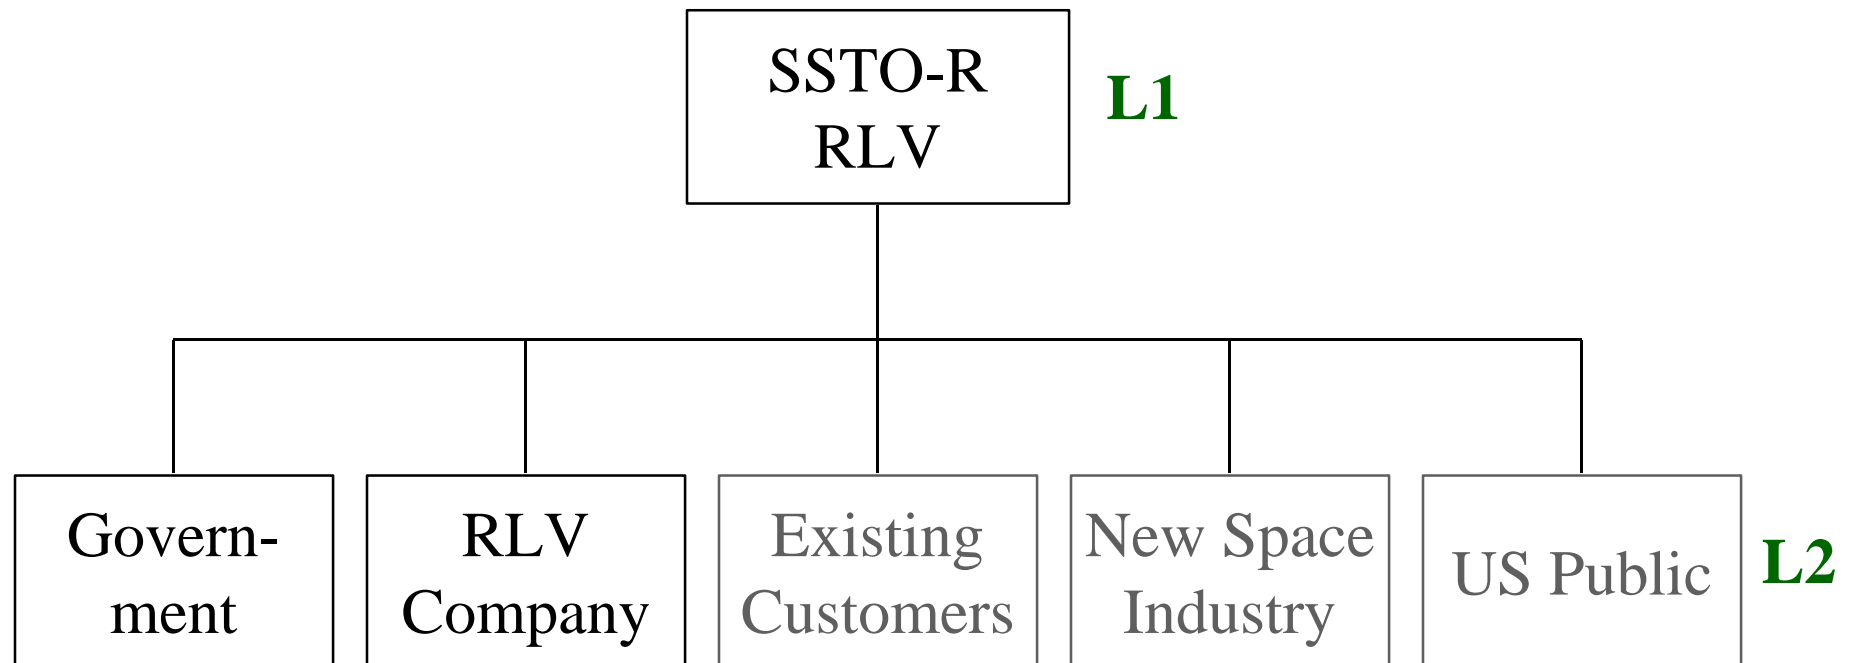 SSTO-R
RLV
L1
Govern-
ment
RLV
Company
Existing
Customers
New Space
Industry
US Public
L2